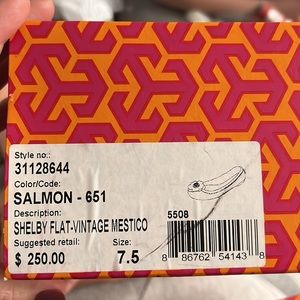 Style no.:
31128644
Color/Code:
SALMON - 651
Description:
SHELBY FLAT-VINTAGE MESTICO
5508
Suggested retail:
Size:
$ 250.00
7.5
8 86762 54143 8